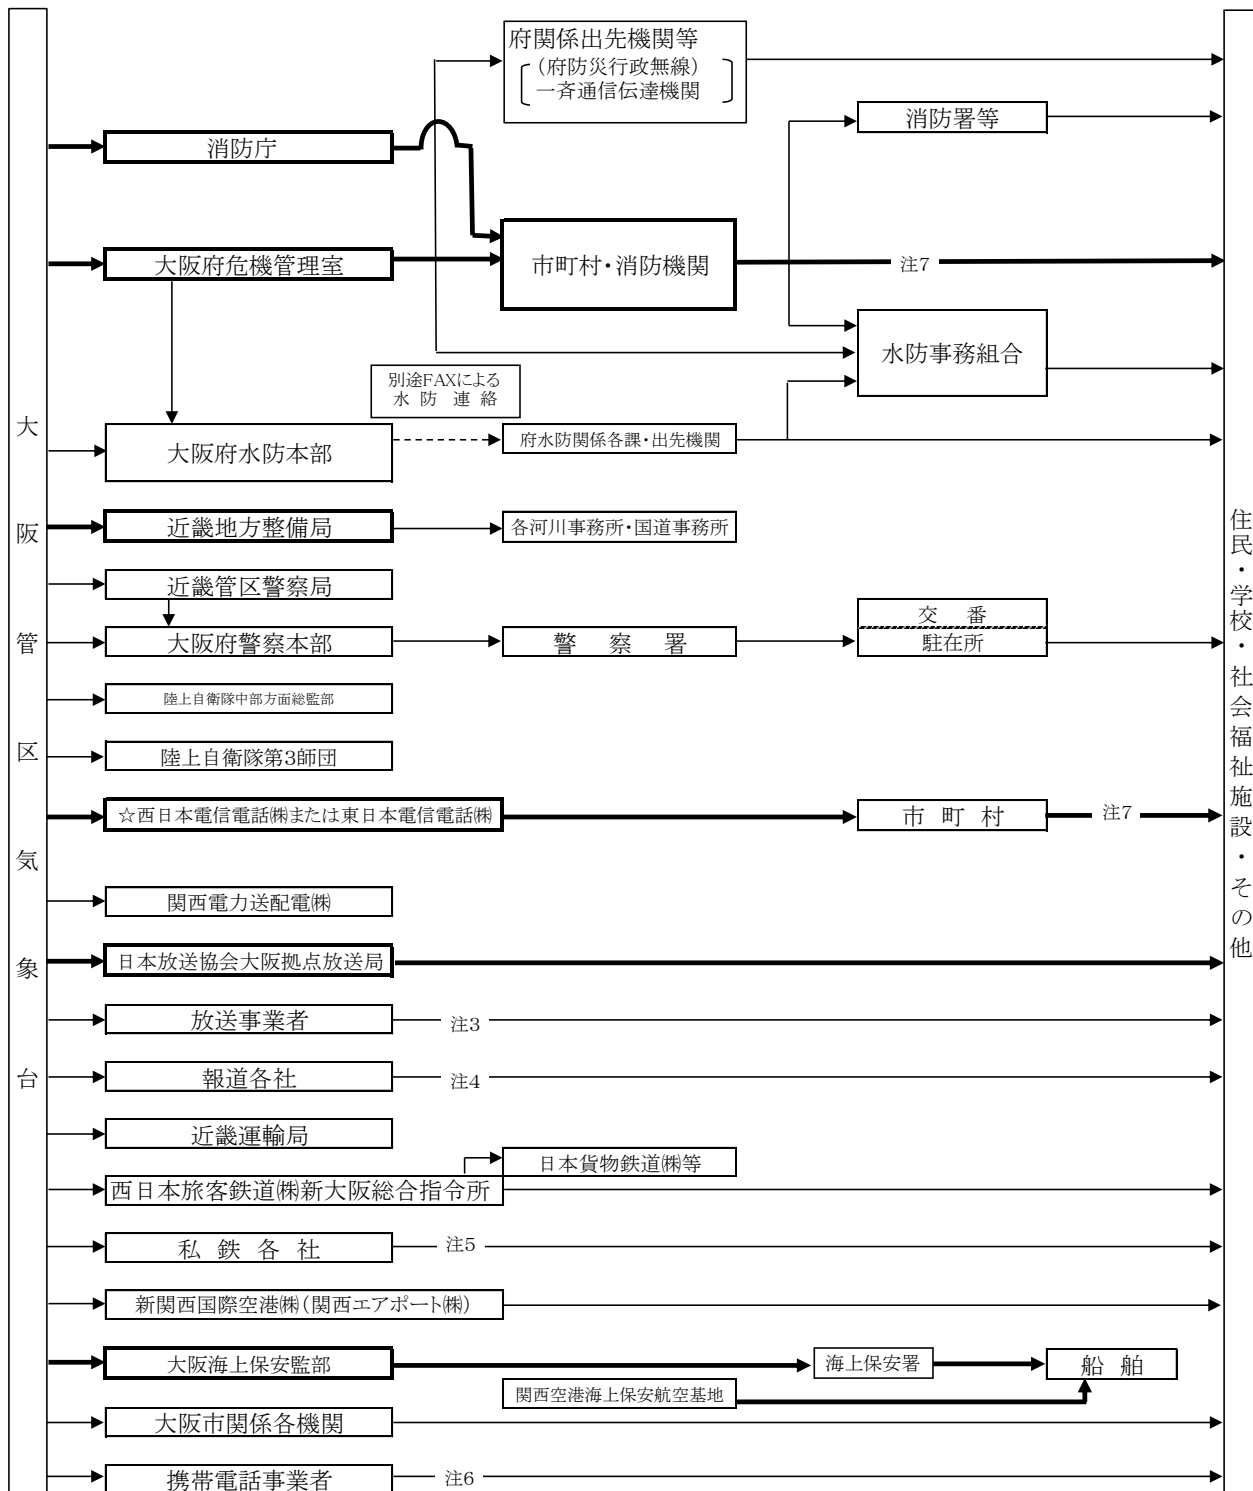 大阪管区気象台
府関係出先機関等
(府防災行政無線)
一斉通信伝達機関
消防署等
消防庁
大阪府危機管理室
市町村・消防機関
注7
水防事務組合
別途FAXによる
水防連絡
大阪府水防本部
府水防関係各課・出先機関
近畿地方整備局
各河川事務所・国道事務所
近畿管区警察局
大阪府警察本部
警察署
交番
駐在所
陸上自衛隊中部方面総監部
陸上自衛隊第3師団
☆西日本電信電話㈱または東日本電信電話㈱
市町村
注7
関西電力送配電㈱
日本放送協会大阪拠点放送局
放送事業者
注3
報道各社
注4
近畿運輸局
日本貨物鉄道㈱等
西日本旅客鉄道㈱新大阪総合指令所
私鉄各社
注5
新関西国際空港㈱(関西エアポート㈱)
大阪海上保安監部
海上保安署
船舶
関西空港海上保安航空基地
大阪市関係各機関
携帯電話事業者
注6
住民・学校・社会福祉施設・その他